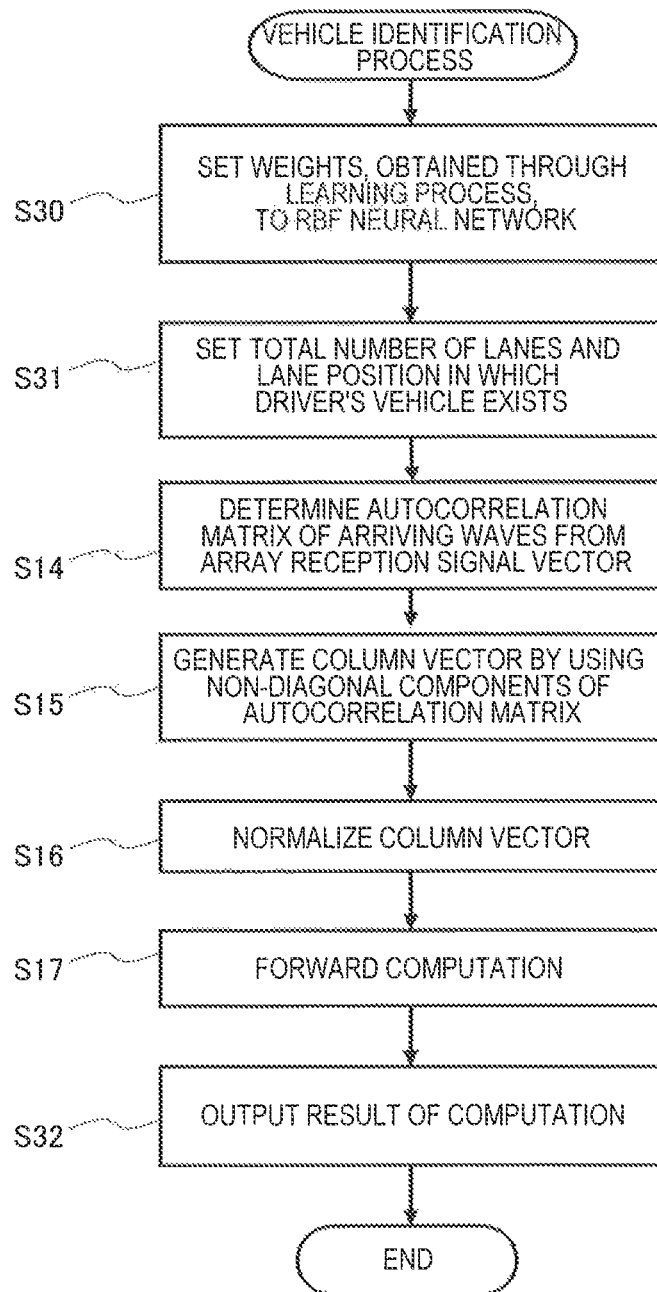 VEHICLE IDENTIFICATION
PROCESS
S30
SET WEIGHTS, OBTAINED THROUGH
LEARNING PROCESS,
TO RBF NEURAL NETWORK
S31
SET TOTAL NUMBER OF LANES AND
LANE POSITION IN WHICH
DRIVER'S VEHICLE EXISTS
S14
DETERMINE AUTOCORRELATION
MATRIX OF ARRIVING WAVES FROM
ARRAY RECEPTION SIGNAL VECTOR
S15
GENERATE COLUMN VECTOR BY USING
NON-DIAGONAL COMPONENTS OF
AUTOCORRELATION MATRIX
S16
NORMALIZE COLUMN VECTOR
S17
FORWARD COMPUTATION
S32
OUTPUT RESULT OF COMPUTATION
END